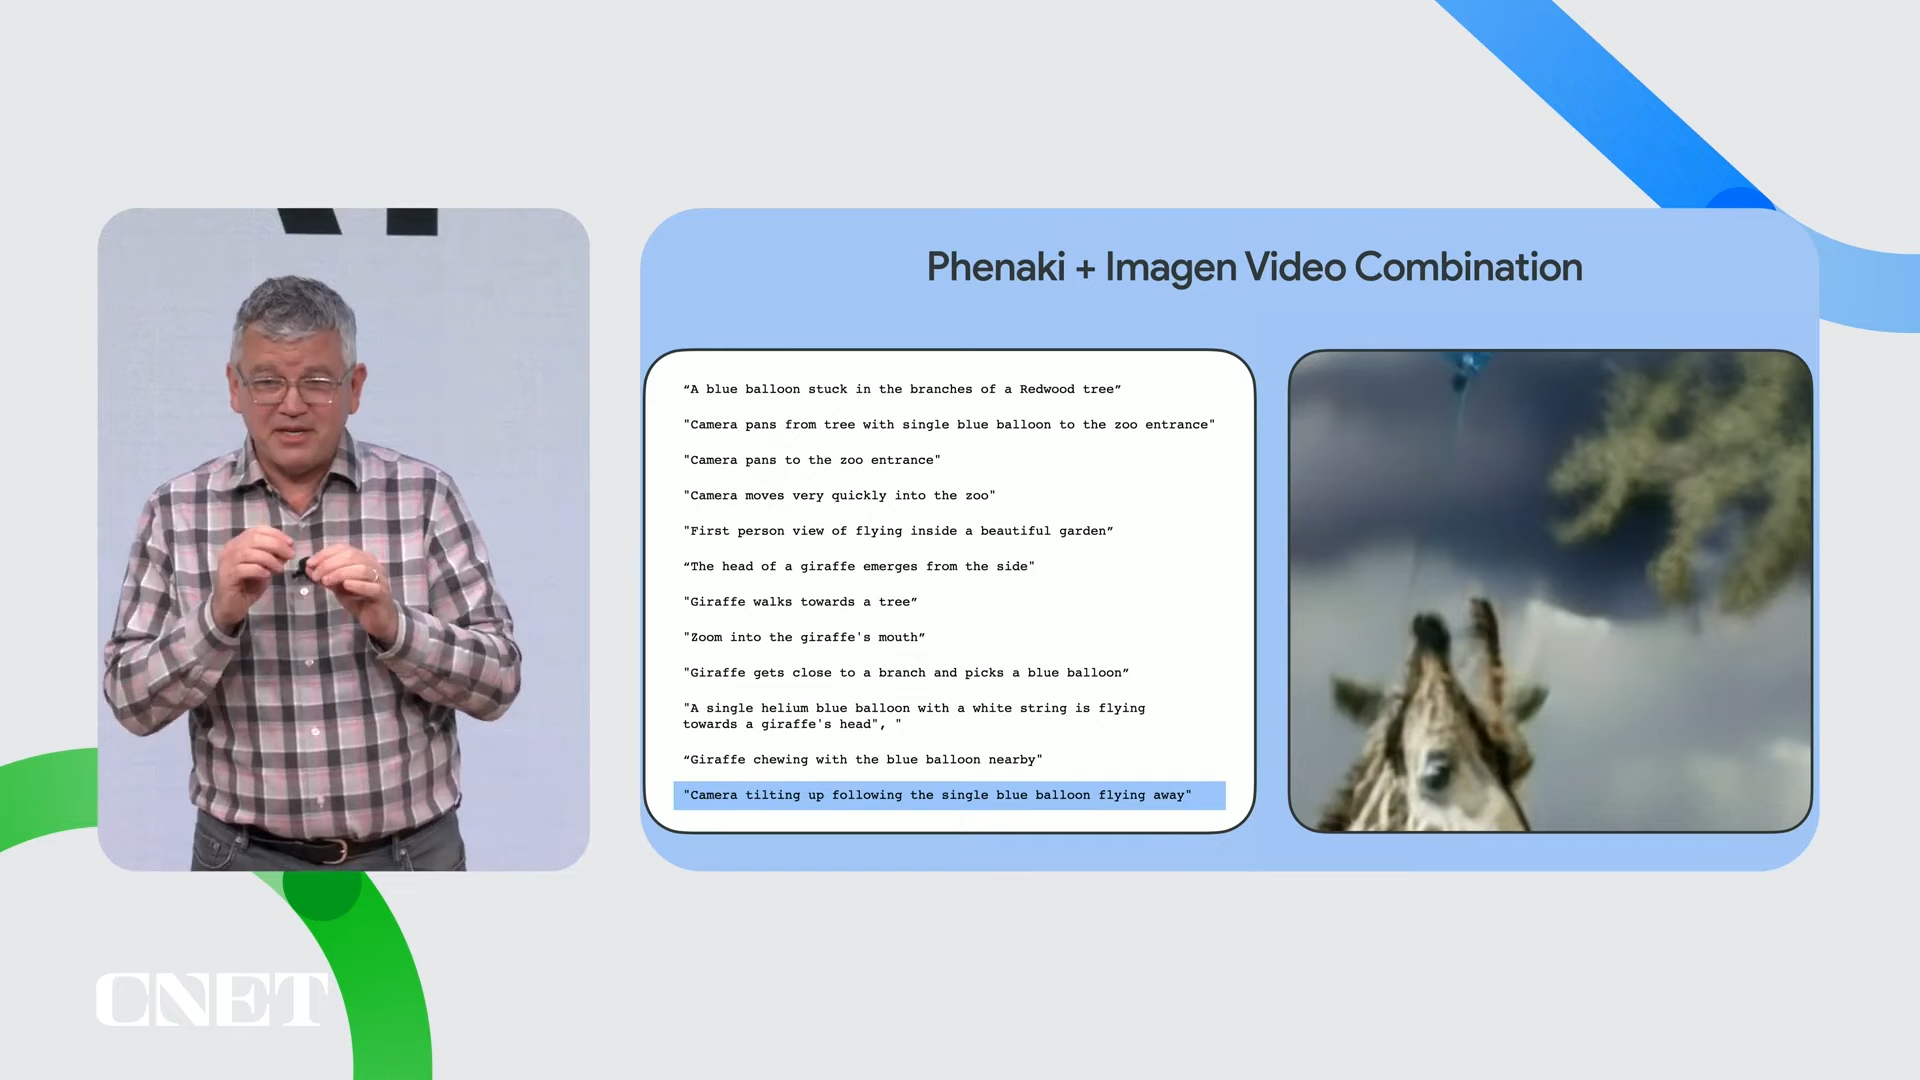 Phenaki + Imagen Video Combination
“A blue balloon stuck in the branches of a Redwood tree”
"Camera pans from tree with single blue balloon to the zoo entrance"
"Camera pans to the zoo entrance"
"Camera moves very quickly into the zoo"
"First person view of flying inside a beautiful garden”
“The head of a giraffe emerges from the side"
"Giraffe walks towards a tree”
"Zoom into the giraffe's mouth”
"Giraffe gets close to a branch and picks a blue balloon”
"A single helium blue balloon with a white string is flying
towards a giraffe's head", "
“Giraffe chewing with the blue balloon nearby"
"Camera tilting up following the single blue balloon flying away"
CNET